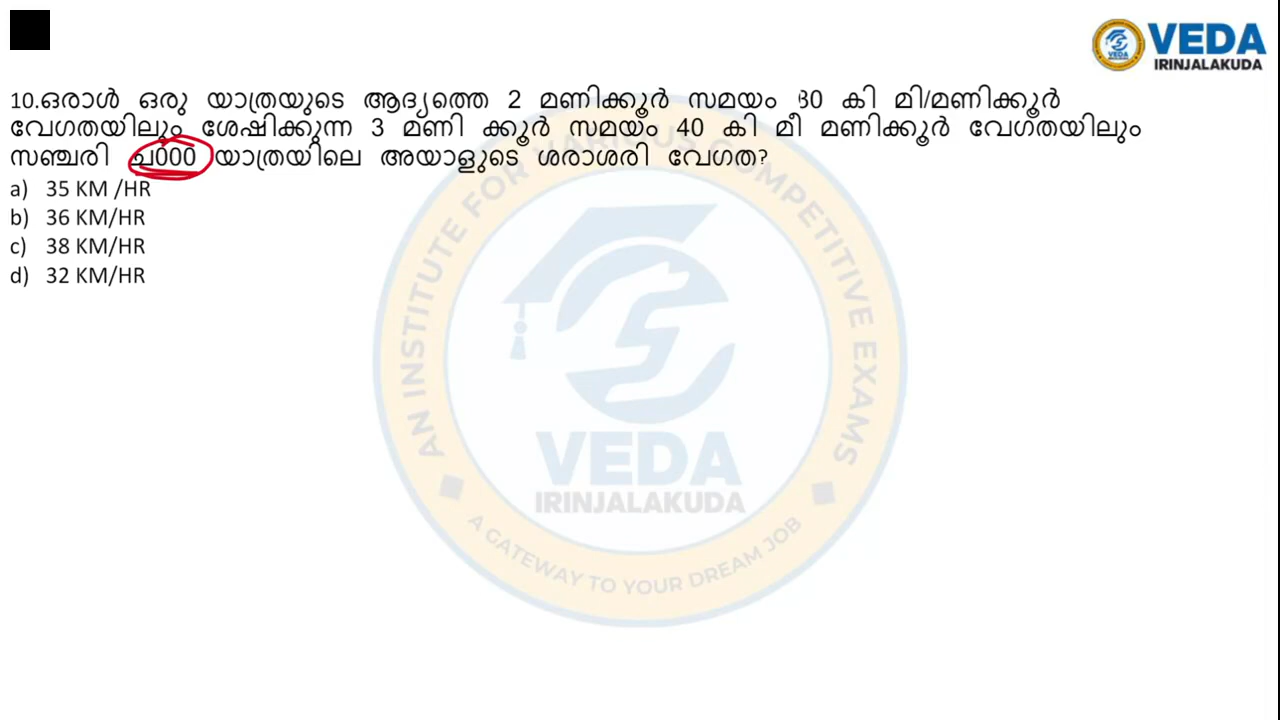 VEDA
IRINJALAKUDA
10.ഒരാൾ ഒരു യാത്രയുടെ ആദ്യത്തെ 2 മണിക്കൂർ സമയം 30 കി മി/മണിക്കൂർ
വേഗതയിലും ശേഷിക്കുന്ന 3 മണി ക്കൂർ സമയം 40 കി മീ മണിക്കൂർ വേഗതയിലും
സഞ്ചരി ച000 യാത്രയിലെ അയാളുടെ ശരാശരി വേഗത?
a) 35 KM /HR
b) 36 KM/HR
c) 38 KM/HR
d) 32 KM/HR
AN INSTITUTE FOR VARIOUS COMPETITIVE EXAMS
VEDA
IRINJALAKUDA
A GATEWAY TO YOUR DREAM JOB